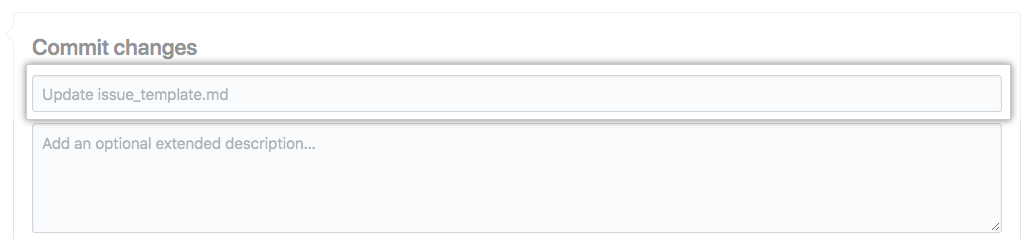 Commit changes
Update issue_template.md
Add an optional extended description...